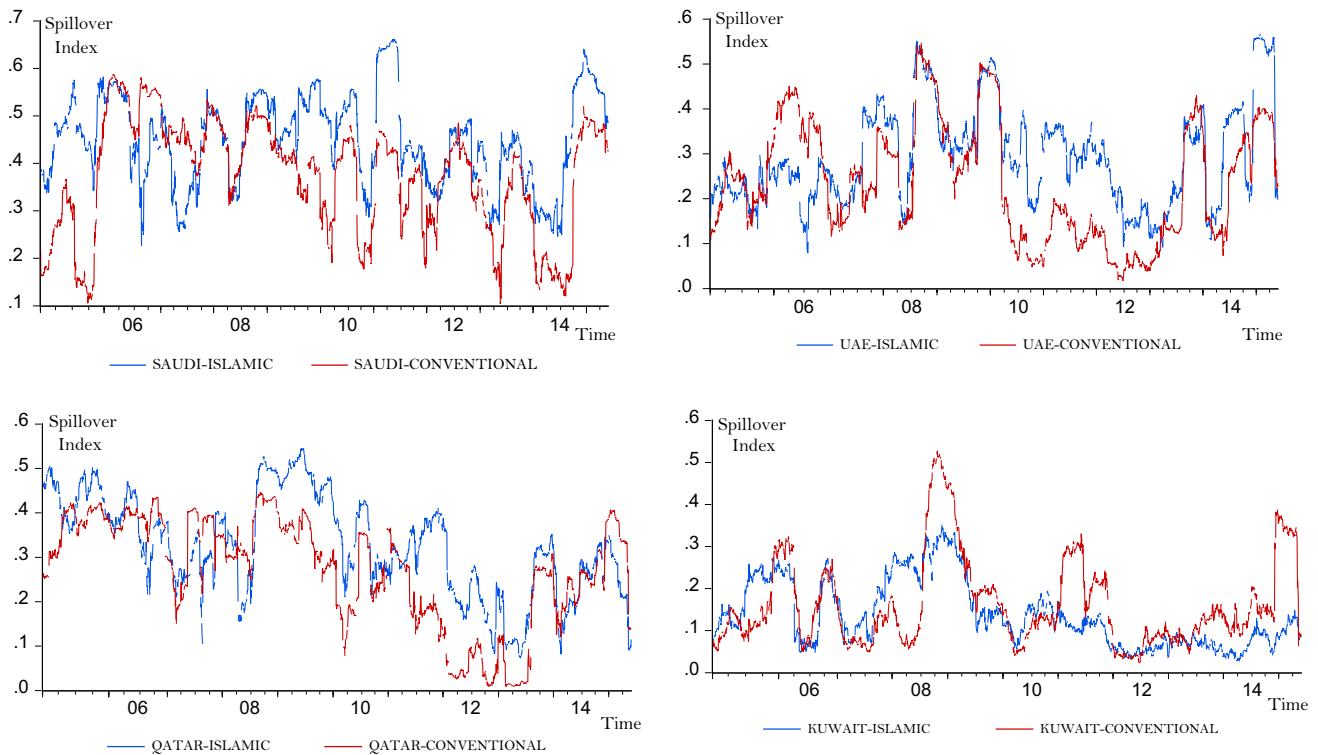 .7
Spillover
Index
.6
.5
.4
.3
.2
.1
06
08
10
12
14
Time
SAUDI-ISLAMIC
SAUDI-CONVENTIONAL
.6
Spillover
Index
.5
.4
.3
.2
.1
.0
06
08
10
12
14
Time
UAE-ISLAMIC
UAE-CONVENTIONAL
.6
Spillover
Index
.5
.4
.3
.2
.1
.0
06
08
10
12
14
Time
QATAR-ISLAMIC
QATAR-CONVENTIONAL
.6
Spillover
Index
.5
.4
.3
.2
.1
.0
06
08
10
12
14
Time
KUWAIT-ISLAMIC
KUWAIT-CONVENTIONAL